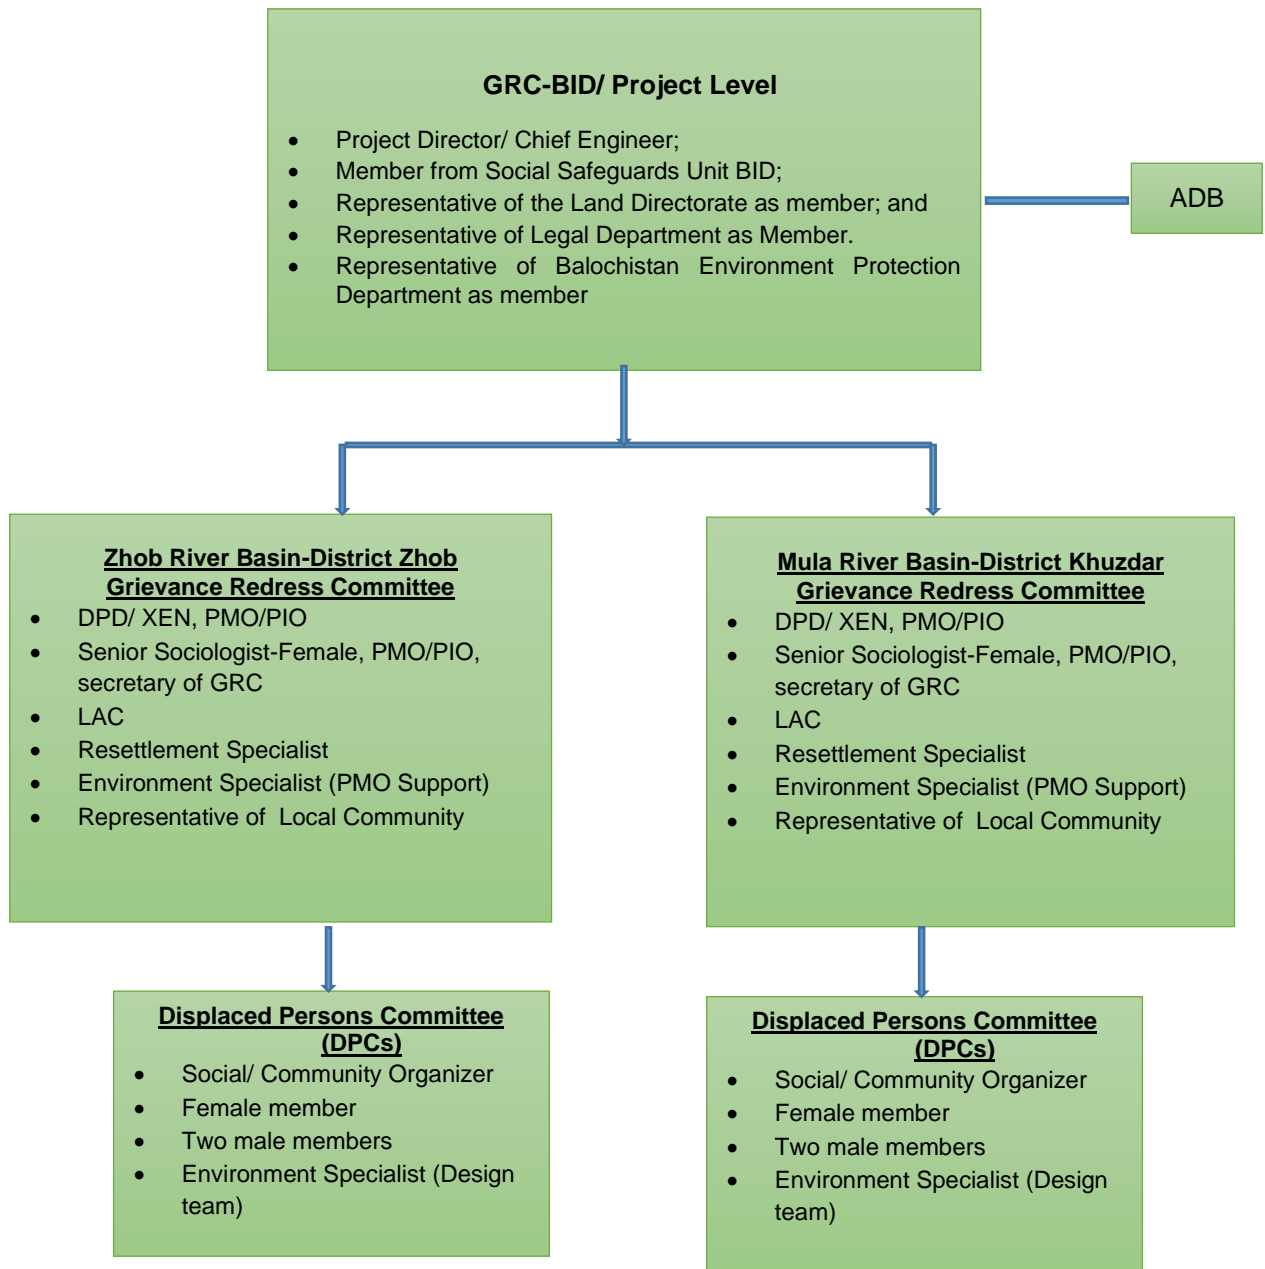 GRC-BID/ Project Level
• Project Director/ Chief Engineer;
• Member from Social Safeguards Unit BID;
• Representative of the Land Directorate as member; and
• Representative of Legal Department as Member.
• Representative of Balochistan Environment Protection
Department as member
ADB
Zhob River Basin-District Zhob
Grievance Redress Committee
• DPD/ XEN, PMO/PIO
• Senior Sociologist-Female, PMO/PIO,
secretary of GRC
• LAC
• Resettlement Specialist
• Environment Specialist (PMO Support)
• Representative of Local Community
Mula River Basin-District Khuzdar
Grievance Redress Committee
• DPD/ XEN, PMO/PIO
• Senior Sociologist-Female, PMO/PIO,
secretary of GRC
• LAC
• Resettlement Specialist
• Environment Specialist (PMO Support)
• Representative of Local Community
Displaced Persons Committee
(DPCs)
• Social/ Community Organizer
• Female member
• Two male members
• Environment Specialist (Design
team)
Displaced Persons Committee
(DPCs)
• Social/ Community Organizer
• Female member
• Two male members
• Environment Specialist (Design
team)